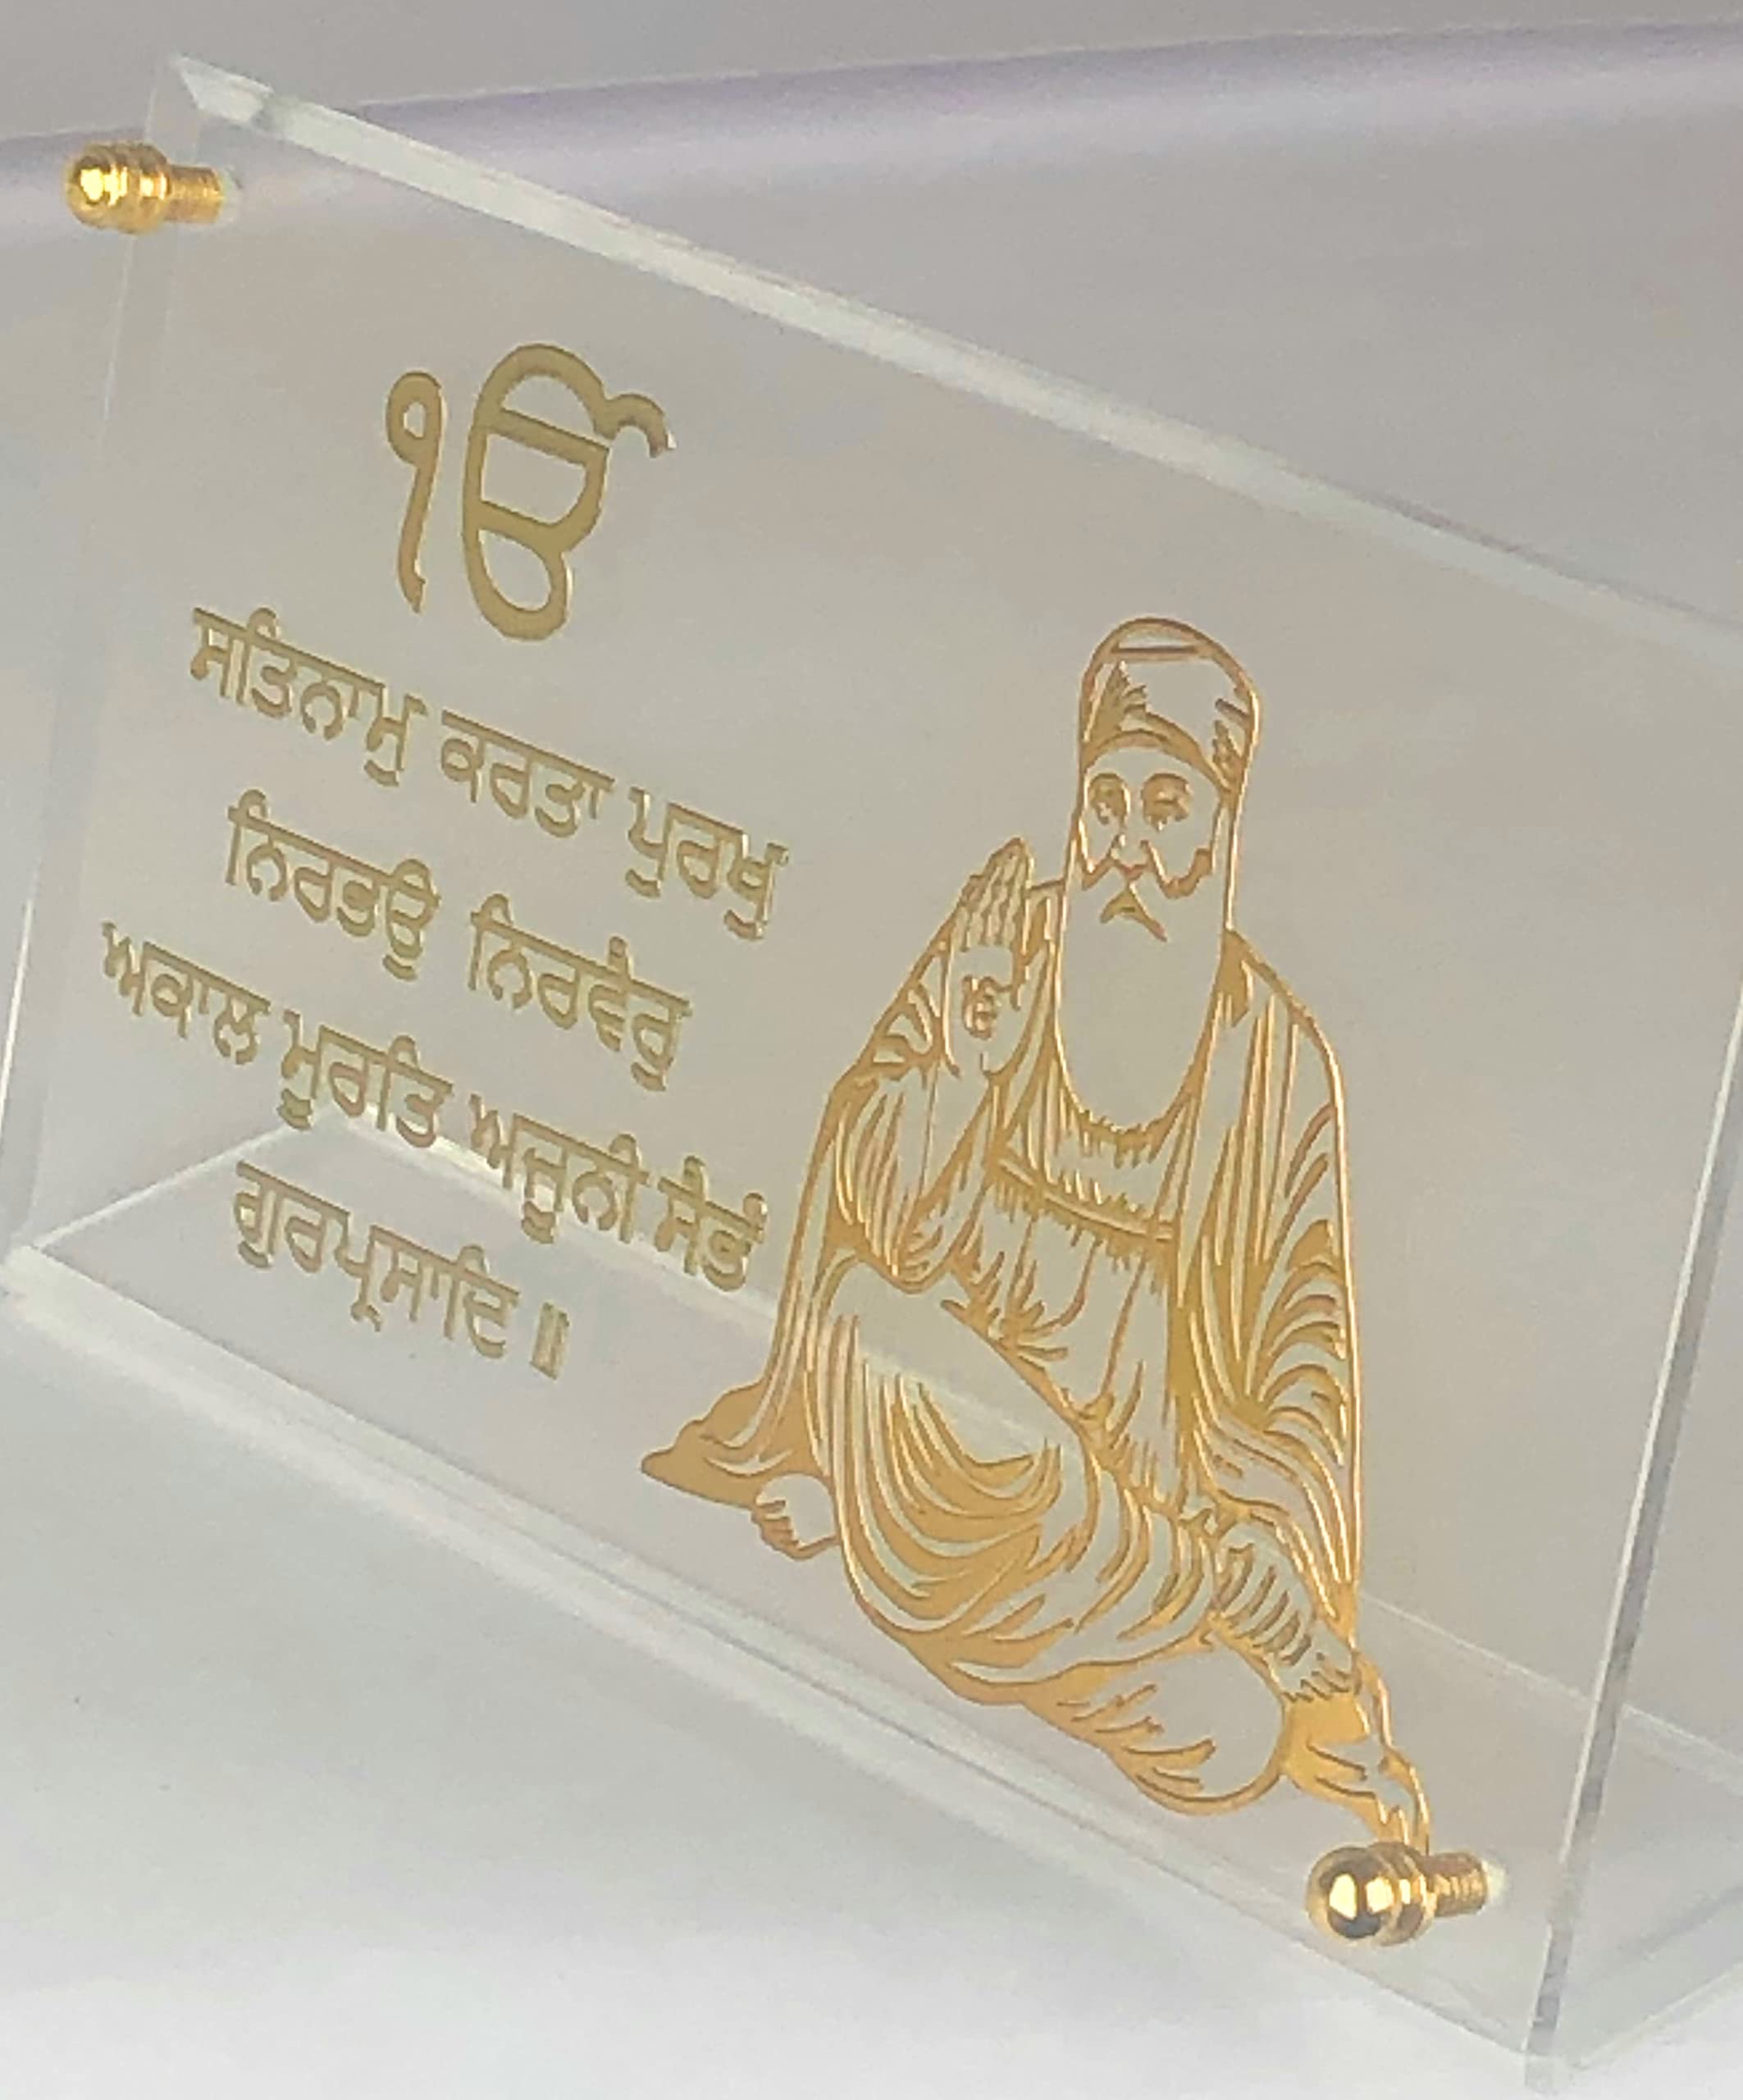 ੴ
ਸਤਿਨਾਮੁ ਕਰਤਾ ਪੁਰਖੁ
ਨਿਰਭਉ ਨਿਰਵੈਰੁ
ਅਕਾਲ ਮੂਰਤਿ ਅਜੂਨੀ ਸੈਭੰ
ਗੁਰਪ੍ਰਸਾਦਿ ॥